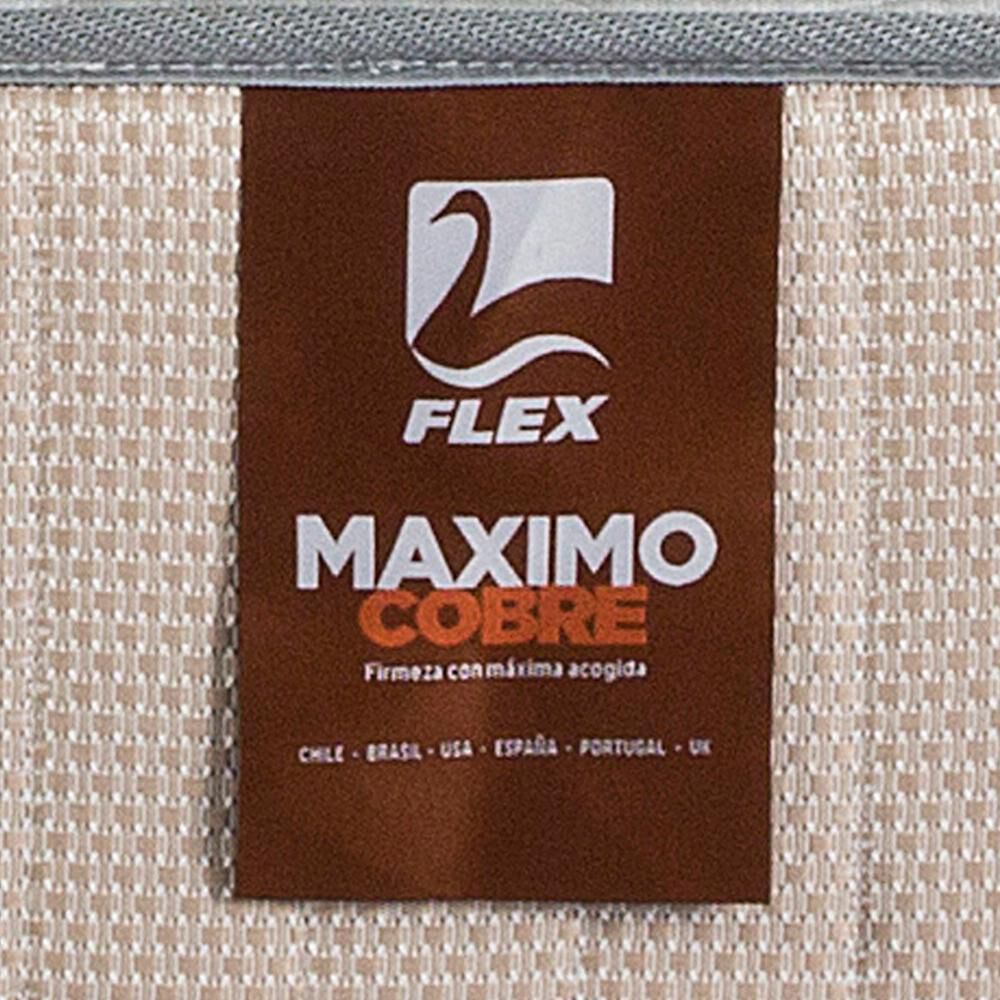 FLEX
MAXIMO
COBRE
Firmeza con máxima acogida
CHILE - BRASIL - USA - ESPAÑA - PORTUGAL - UK